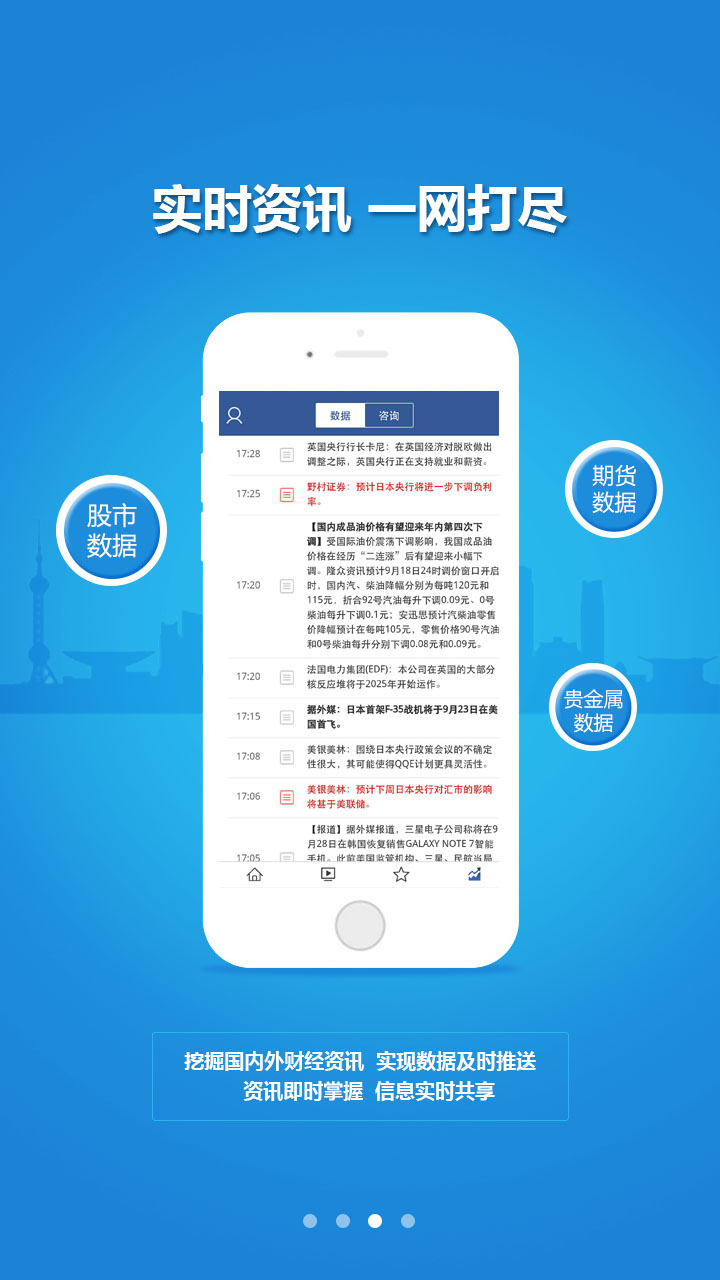 实时资讯 一网打尽
数据 咨询
17:28
英国央行行长卡尼：在英国经济对脱欧做出
调整之际，英国央行正在支持就业和薪资。
17:25
野村证券：预计日本央行将进一步下调负利
率。
17:20
【国内成品油价格有望迎来年内第四次下
调】受国际油价震荡下调影响，我国成品油
价格在经历“二连涨”后有望迎来小幅下
调。隆众资讯预计9月18日24时调价窗口开启
时，国内汽、柴油降幅分别为每吨120元和
115元，折合92号汽油每升下调0.09元、0号
柴油每升下调0.1元；安迅思预计汽柴油零售
价降幅预计在每吨105元，零售价格90号汽油
和0号柴油每升分别下调0.08元和0.09元。
17:20
法国电力集团(EDF)：本公司在英国的大部分
核反应堆将于2025年开始运作。
17:15
据外媒：日本首架F-35战机将于9月23日在美
国首飞。
17:08
美银美林：围绕日本央行政策会议的不确定
性很大，其可能使得QQE计划更具灵活性。
17:06
美银美林：预计下周日本央行对汇市的影响
将甚于美联储。
17:05
【报道】据外媒报道，三星电子公司称将在9
月28日在韩国恢复销售GALAXY NOTE 7智能
手机。此前美国监管机构、三星、民航当局
股市
数据
期货
数据
贵金属
数据
挖掘国内外财经资讯 实现数据及时推送
资讯即时掌握 信息实时共享